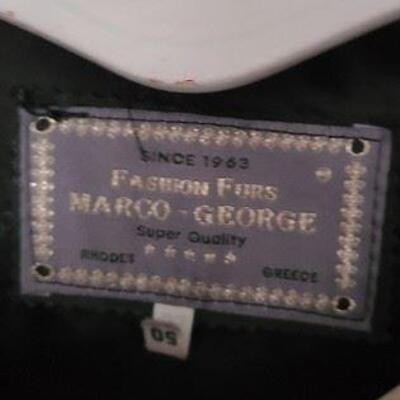 SINCE 1963
FASHION FURS
MARCO - GEORGE
Super Quality
RHODES GREECE
50